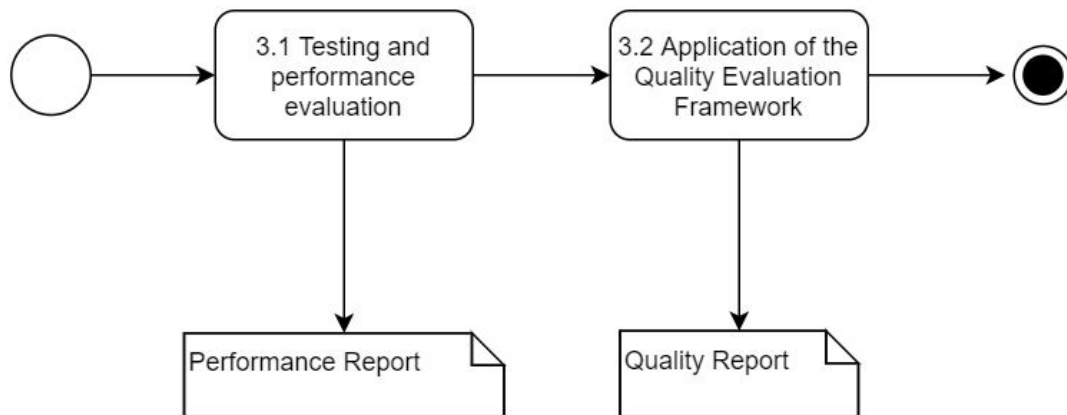 3.1 Testing and
performance
evaluation
3.2 Application of the
Quality Evaluation
Framework
Performance Report
Quality Report